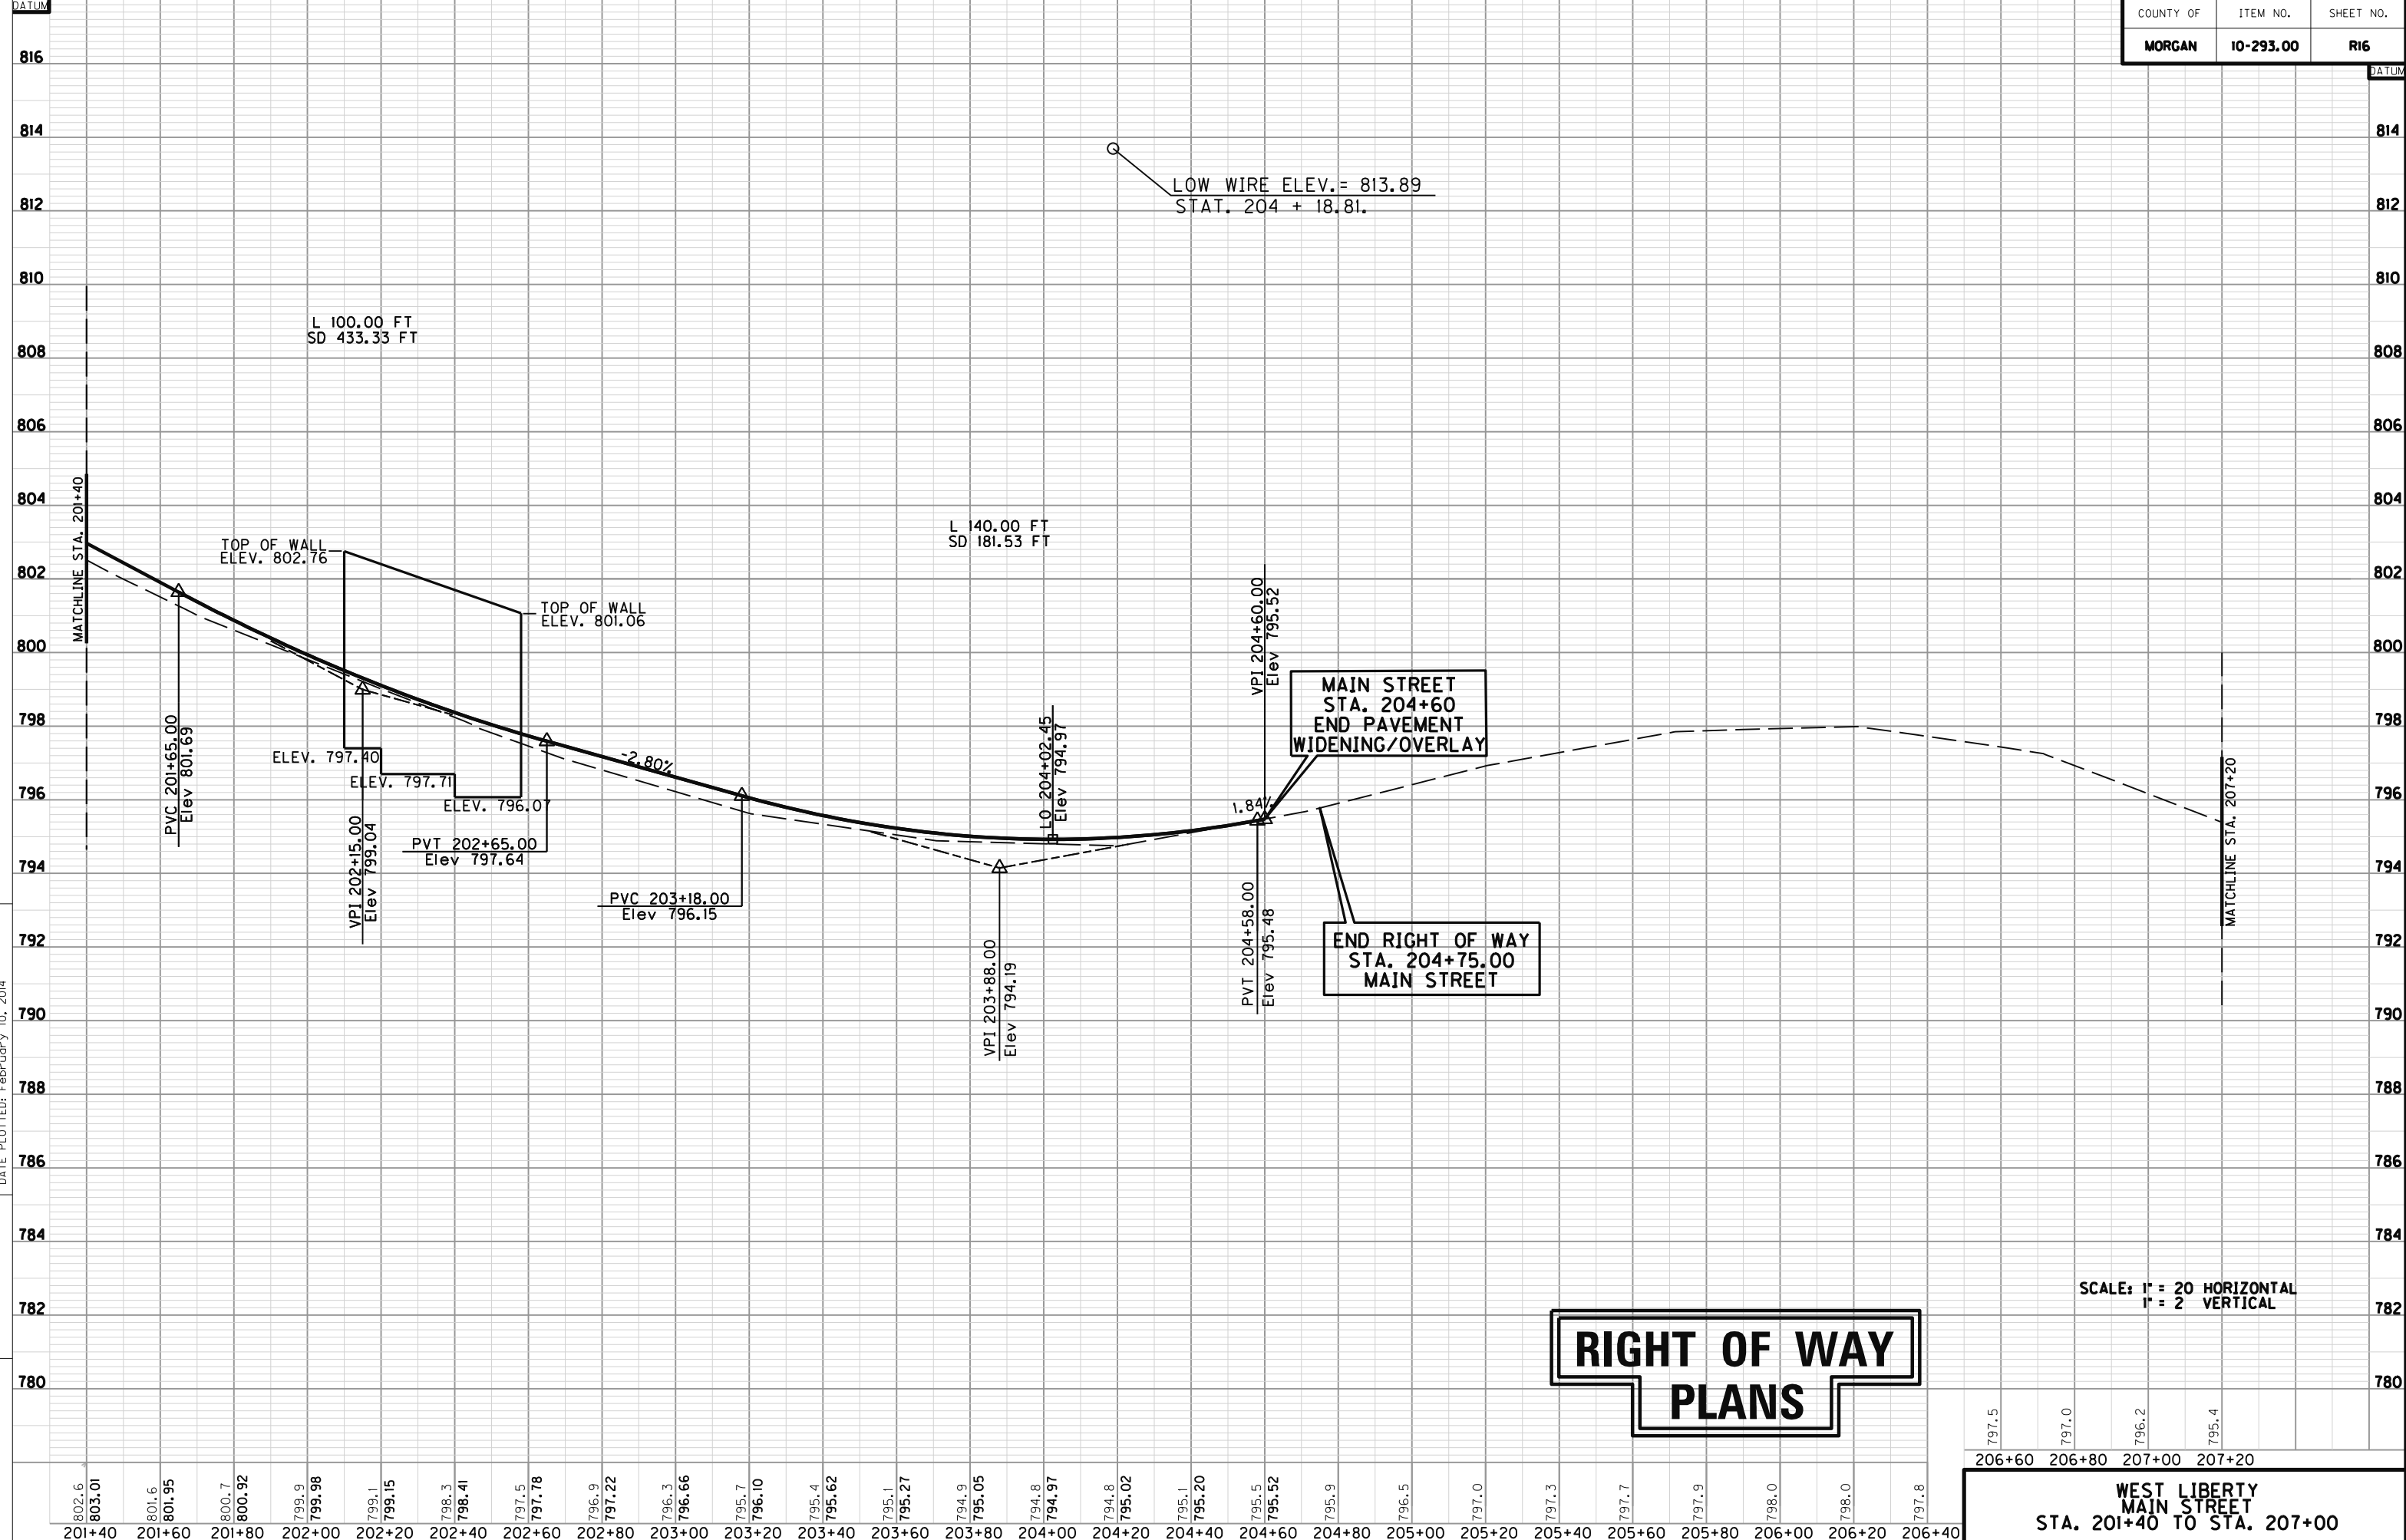 DATUM
COUNTY OF ITEM NO. SHEET NO.
MORGAN 10-293.00 R16
DATUM
816
814 814
812 812
810 810
808 808
806 806
804 804
802 802
800 800
798 798
796 796
794 794
792 792
790 790
788 788
786 786
784 784
782 782
780 780
LOW WIRE ELEV.= 813.89
STAT. 204 + 18.81.
L 100.00 FT
SD 433.33 FT
L 140.00 FT
SD 181.53 FT
MATCHLINE STA. 201+40
TOP OF WALL
ELEV. 802.76
TOP OF WALL
ELEV. 801.06
PVC 201+65.00
Elev 801.69
ELEV. 797.40
ELEV. 797.71
ELEV. 796.07
VPI 202+15.00
Elev 799.04
PVT 202+65.00
Elev 797.64
-2.80%
PVC 203+18.00
Elev 796.15
VPI 203+88.00
Elev 794.19
LO 204+02.45
Elev 794.97
VPI 204+60.00
Elev 795.52
1.84%
PVT 204+58.00
Elev 795.48
MAIN STREET
STA. 204+60
END PAVEMENT
WIDENING/OVERLAY
END RIGHT OF WAY
STA. 204+75.00
MAIN STREET
MATCHLINE STA. 207+20
DATE PLOTTED: February 10, 2014
SCALE: 1" = 20 HORIZONTAL
1" = 2 VERTICAL
RIGHT OF WAY
PLANS
797.5 797.0 796.2 795.4
206+60 206+80 207+00 207+20
802.6 801.6 800.7 799.9 799.1 798.3 797.5 796.9 796.3 795.7 795.4 795.1 794.9 794.8 794.8 795.1 795.5 795.9 796.5 797.0 797.3 797.7 797.9 798.0 798.0 797.8
803.01 801.95 800.92 799.98 799.15 798.41 797.78 797.22 796.66 796.10 795.62 795.27 795.05 794.97 795.02 795.20 795.52
201+40 201+60 201+80 202+00 202+20 202+40 202+60 202+80 203+00 203+20 203+40 203+60 203+80 204+00 204+20 204+40 204+60 204+80 205+00 205+20 205+40 205+60 205+80 206+00 206+20 206+40
WEST LIBERTY
MAIN STREET
STA. 201+40 TO STA. 207+00